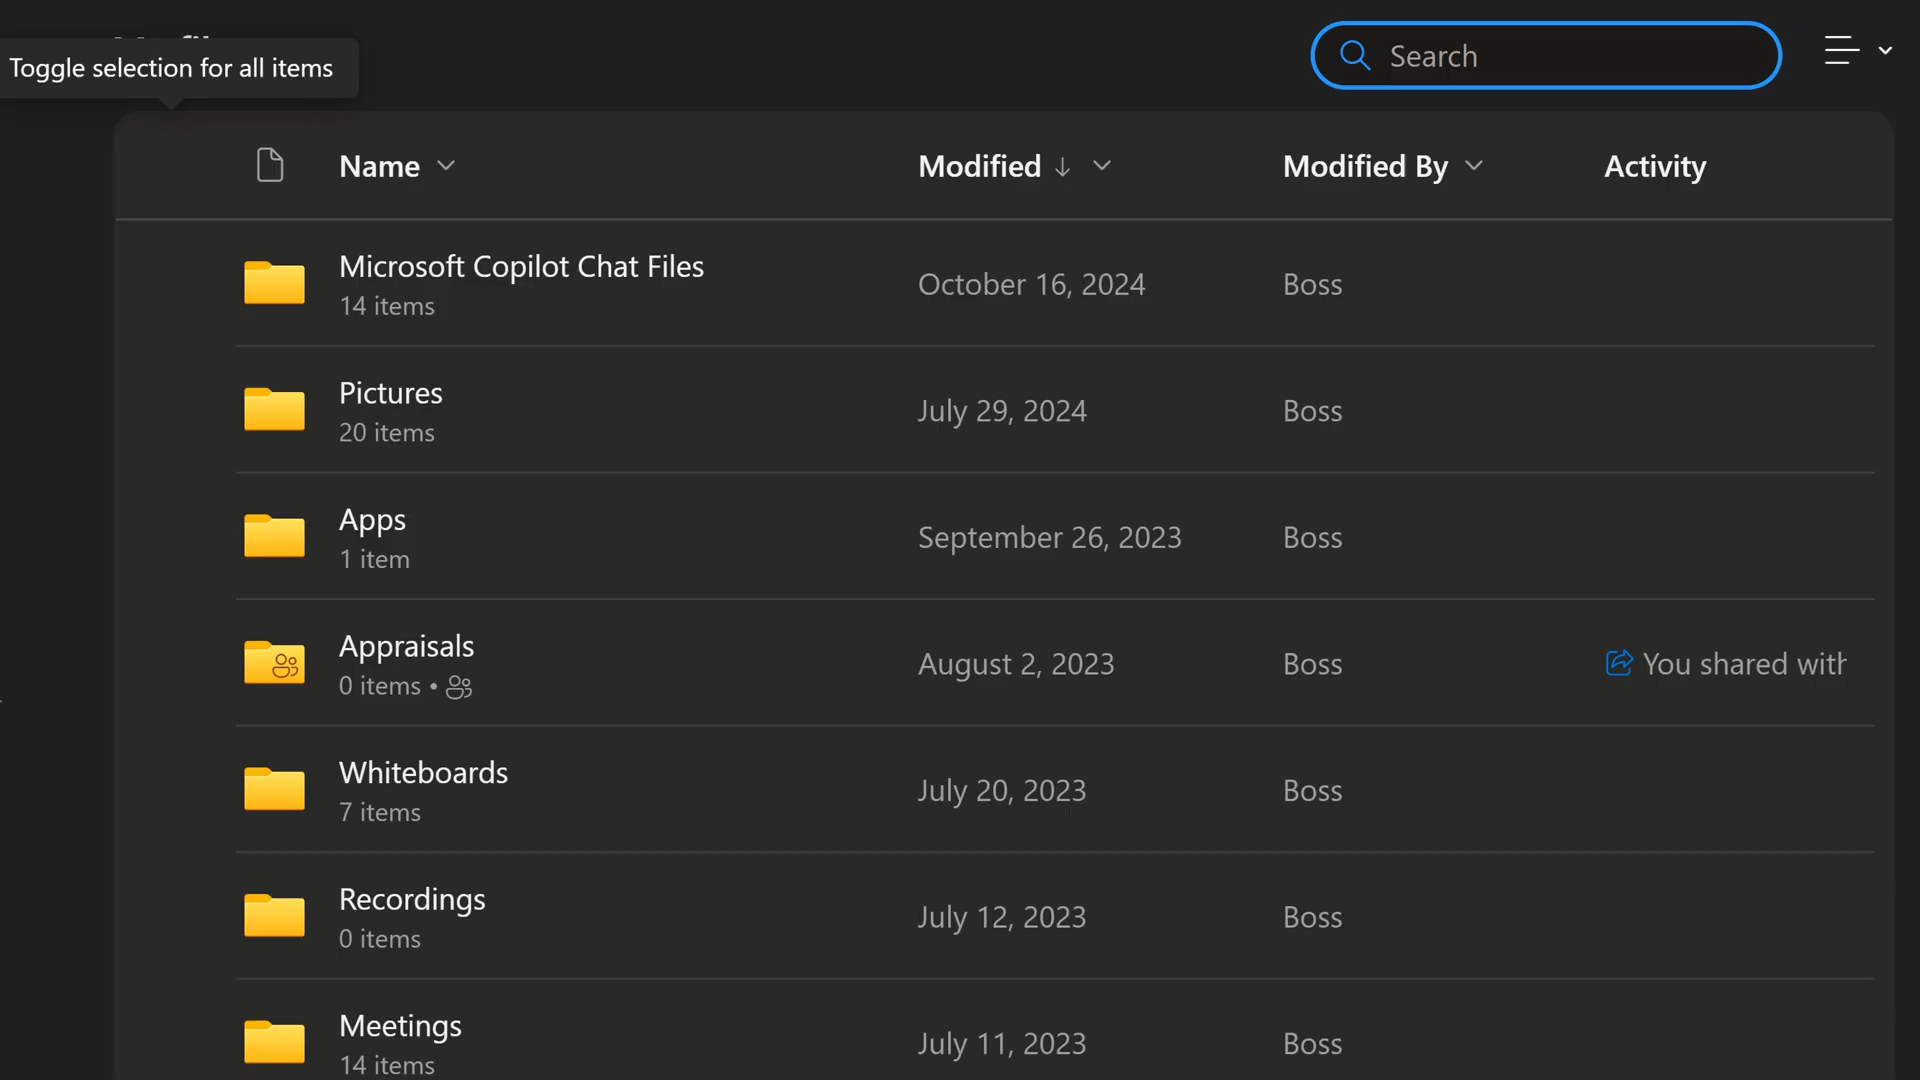 Toggle selection for all items
Search
Name Modified Modified By Activity
Microsoft Copilot Chat Files
14 items
October 16, 2024 Boss
Pictures
20 items
July 29, 2024 Boss
Apps
1 item
September 26, 2023 Boss
Appraisals
0 items •
August 2, 2023 Boss You shared with
Whiteboards
7 items
July 20, 2023 Boss
Recordings
0 items
July 12, 2023 Boss
Meetings
14 items
July 11, 2023 Boss